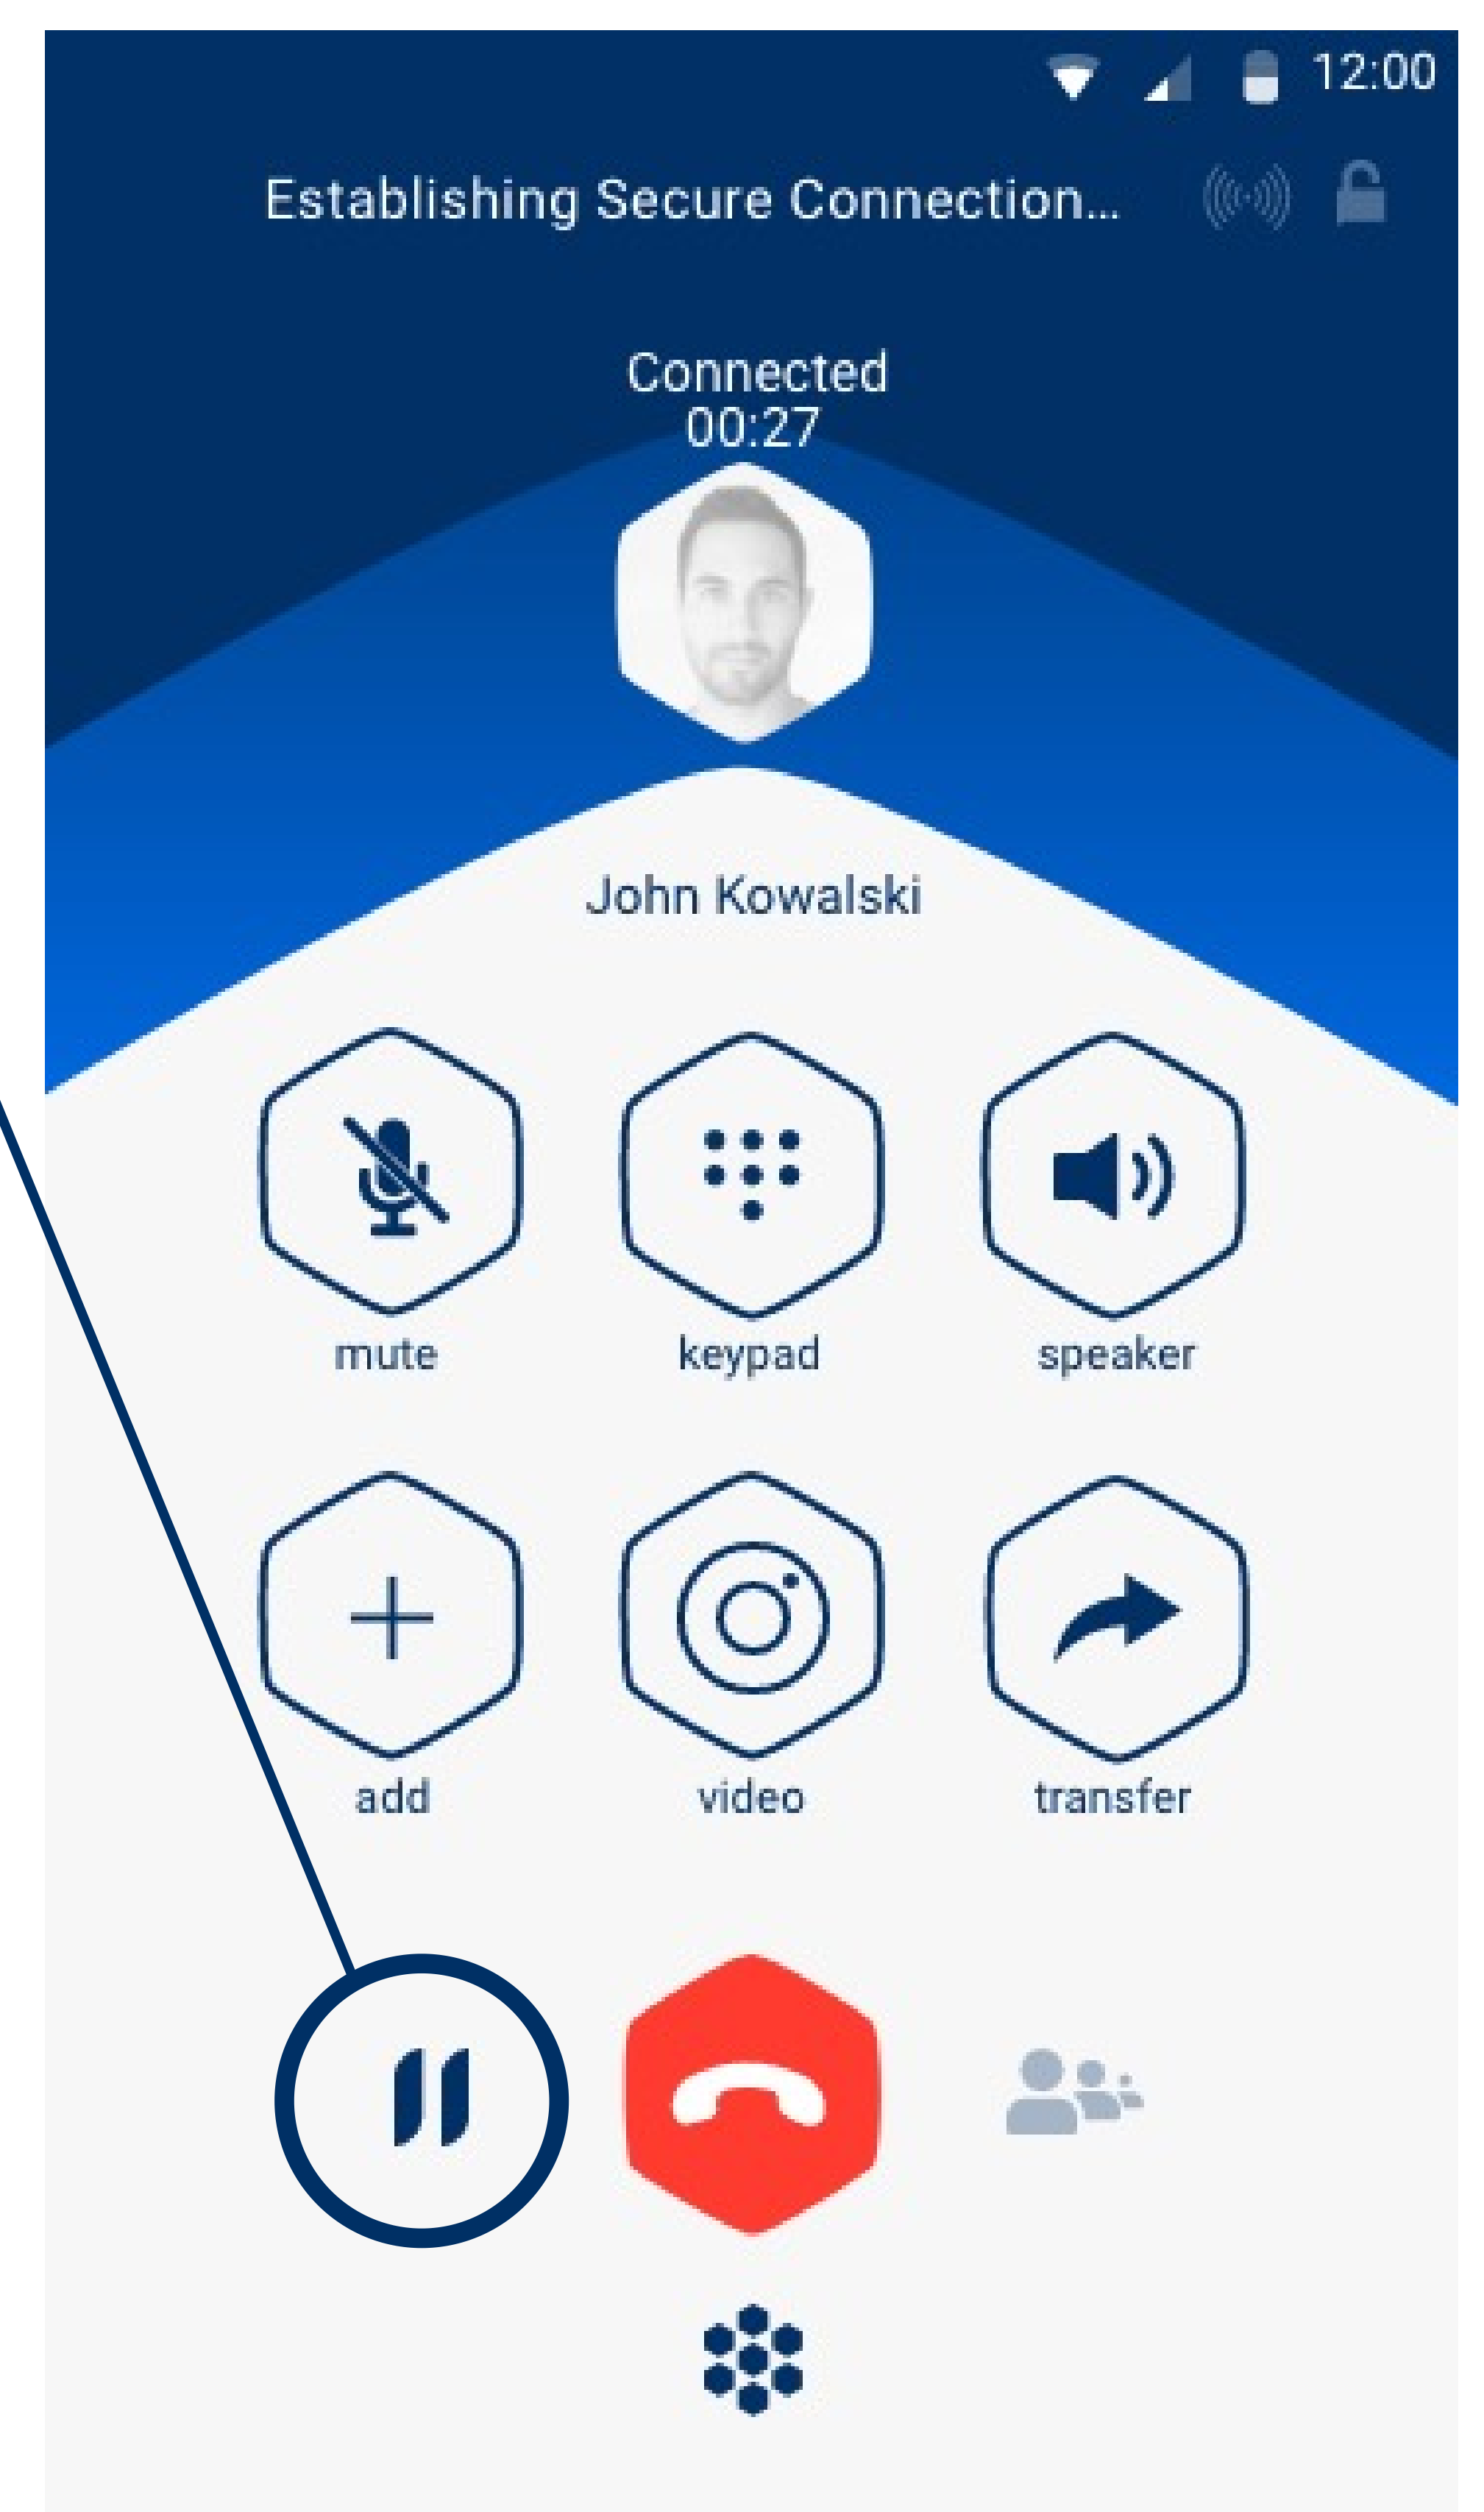 12:00
Establishing Secure Connection...
Connected
00:27
John Kowalski
mute keypad speaker
add video transfer